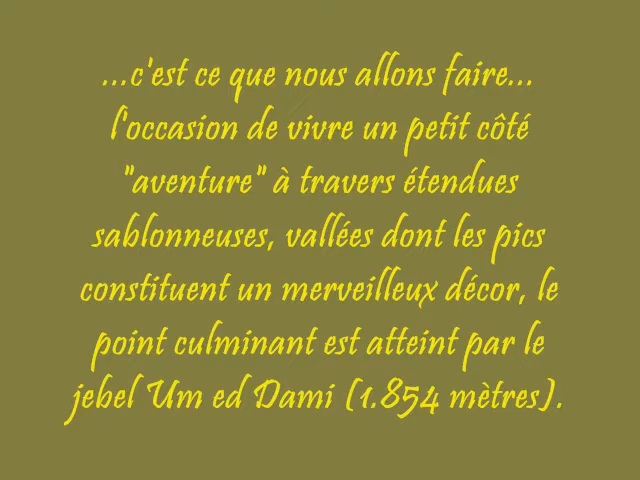 ...c'est ce que nous allons faire...
l'occasion de vivre un petit côté
"aventure" à travers étendues
sablonneuses, vallées dont les pics
constituent un merveilleux décor, le
point culminant est atteint par le
jebel Um ed Dami (1.854 mètres).